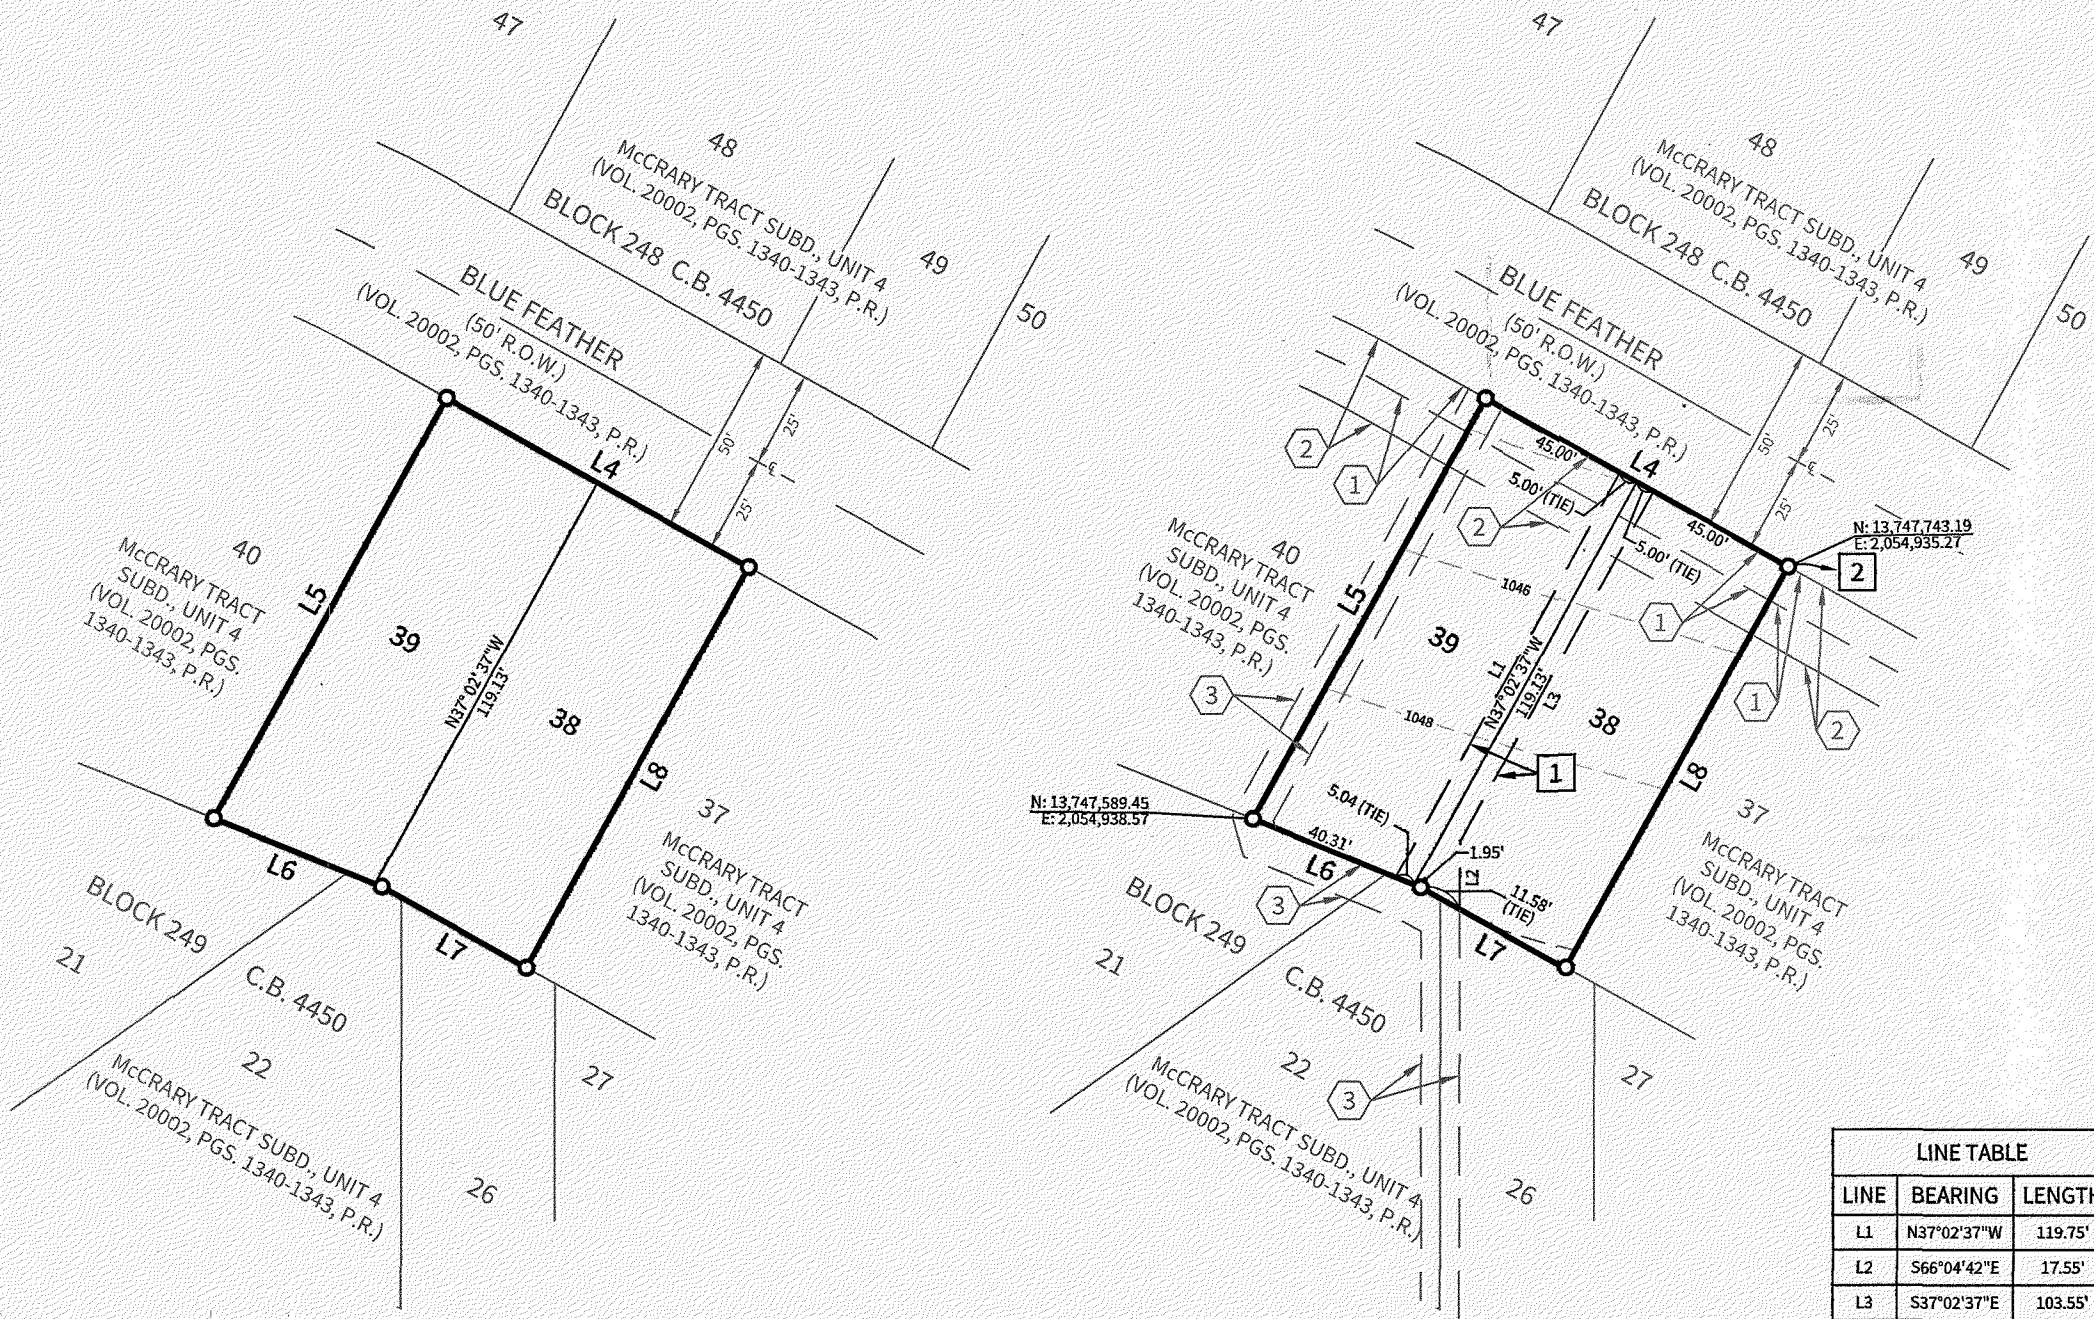 47
48
McCRARY TRACT SUBD., UNIT 4
(VOL. 20002, PGS. 1340-1343, P.R.)
BLOCK 248 C.B. 4450
49
50
BLUE FEATHER
(50' R.O.W.)
(VOL. 20002, PGS. 1340-1343, P.R.)
50
25
25
L4
40
McCRARY TRACT
SUBD., UNIT 4
(VOL. 20002, PGS.
1340-1343, P.R.)
L5
39
N37°02'37"W
119.13'
38
L8
37
McCRARY TRACT
SUBD., UNIT 4
(VOL. 20002, PGS.
1340-1343, P.R.)
L6
L7
BLOCK 249
C.B. 4450
21
22
McCRARY TRACT SUBD., UNIT 4
(VOL. 20002, PGS. 1340-1343, P.R.)
26
27
47
48
McCRARY TRACT SUBD., UNIT 4
(VOL. 20002, PGS. 1340-1343, P.R.)
BLOCK 248 C.B. 4450
49
50
BLUE FEATHER
(50' R.O.W.)
(VOL. 20002, PGS. 1340-1343, P.R.)
50
25
25
2
1
45.00'
L4
5.00' (TIE)
2
45.00'
5.00' (TIE)
N: 13,747,743.19
E: 2,054,935.27
2
1
1
2
40
McCRARY TRACT
SUBD., UNIT 4
(VOL. 20002, PGS.
1340-1343, P.R.)
3
L5
1046
39
L1
N37°02'37"W
119.13'
L3
1048
38
1
L8
N: 13,747,589.45
E: 2,054,938.57
5.04 (TIE)
40.31'
L6
1.95'
L2
11.58'
(TIE)
L7
3
37
McCRARY TRACT
SUBD., UNIT 4
(VOL. 20002, PGS.
1340-1343, P.R.)
BLOCK 249
C.B. 4450
21
22
3
McCRARY TRACT SUBD., UNIT 4
(VOL. 20002, PGS. 1340-1343, P.R.)
26
27
LINE TABLE
LINE BEARING LENGTH
L1 N37°02'37"W 119.75'
L2 S66°04'42"E 17.55'
L3 S37°02'37"E 103.55'